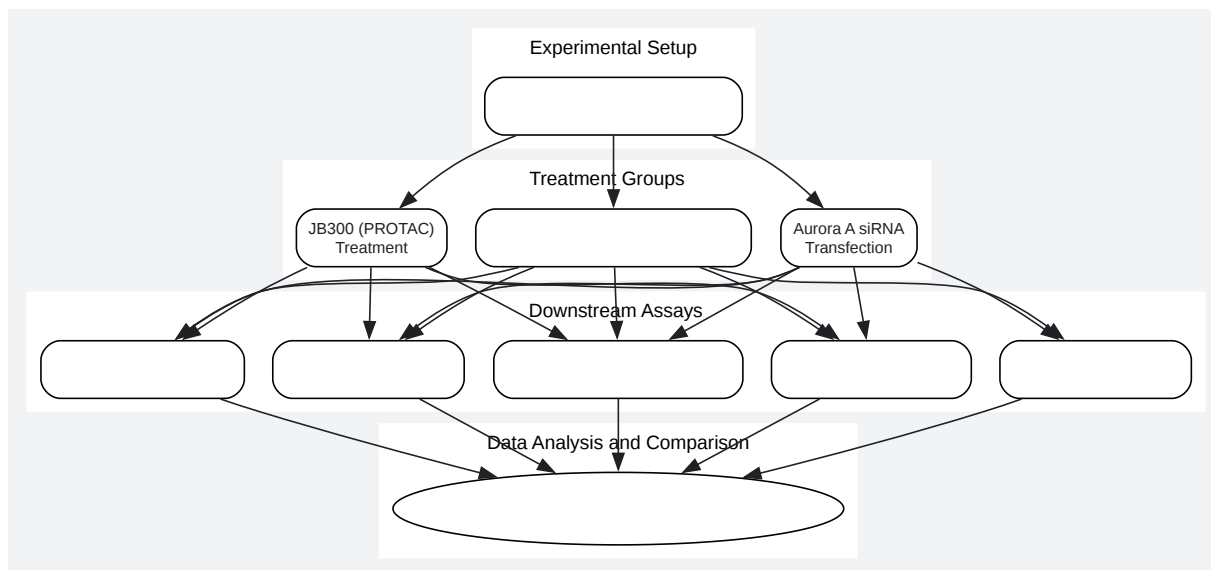 Experimental Setup
Treatment Groups
JB300 (PROTAC)
Treatment
Aurora A siRNA
Transfection
Downstream Assays
Data Analysis and Comparison